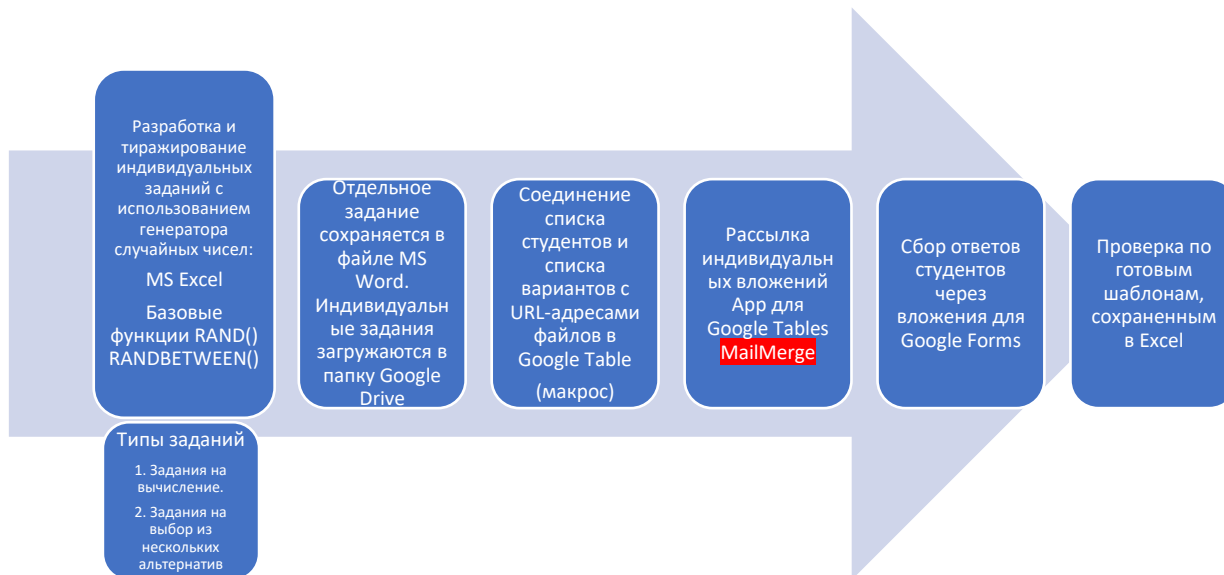 Разработка и
тиражирование
индивидуальных
заданий с
использованием
генератора
случайных чисел:
MS Excel
Базовые
функции RAND()
RANDBETWEEN()
Типы заданий
1. Задания на
вычисление.
2. Задания на
выбор из
нескольких
альтернатив
Отдельное
задание
сохраняется в
файле MS
Word.
Индивидуальн
ые задания
загружаются в
папку Google
Drive
Соединение
списка
студентов и
списка
вариантов с
URL-адресами
файлов в
Google Table
(макрос)
Рассылка
индивидуальн
ых вложений
App для
Google Tables
MailMerge
Сбор ответов
студентов
через
вложения для
Google Forms
Проверка по
готовым
шаблонам,
сохраненным
в Excel